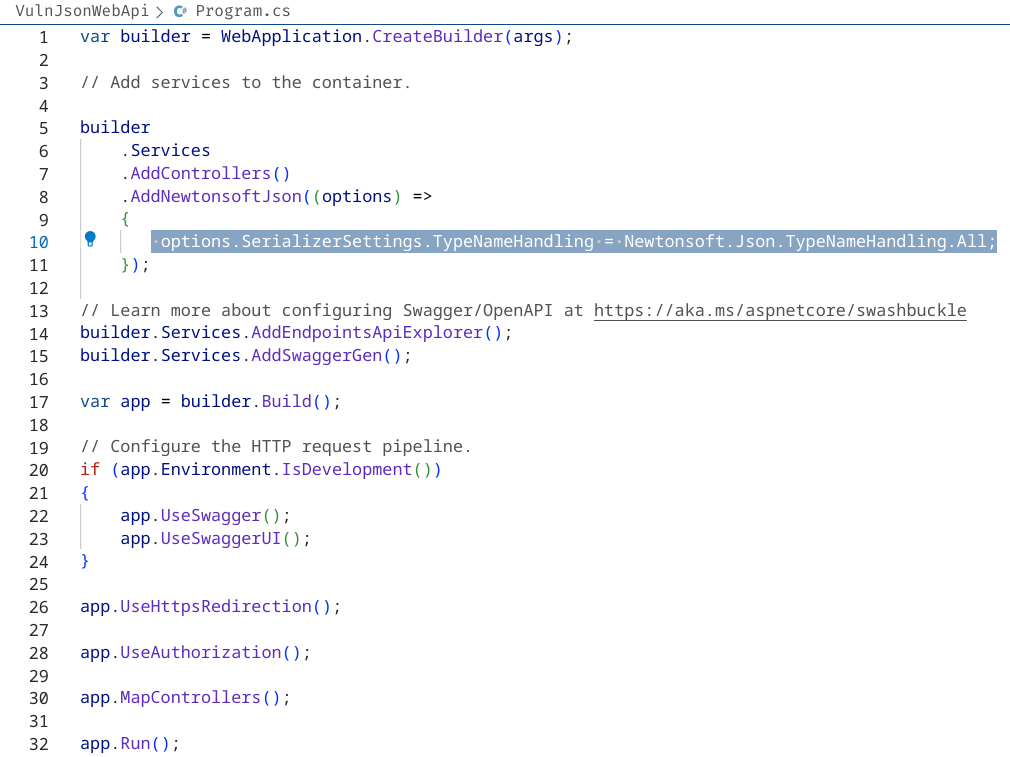 VulnJsonWebApi > C# Program.cs
1 var builder = WebApplication.CreateBuilder(args);
2
3 // Add services to the container.
4
5 builder
6     .Services
7     .AddControllers()
8     .AddNewtonsoftJson((options) =>
9     {
10        options.SerializerSettings.TypeNameHandling = Newtonsoft.Json.TypeNameHandling.All;
11    });
12
13 // Learn more about configuring Swagger/OpenAPI at https://aka.ms/aspnetcore/swashbuckle
14 builder.Services.AddEndpointsApiExplorer();
15 builder.Services.AddSwaggerGen();
16
17 var app = builder.Build();
18
19 // Configure the HTTP request pipeline.
20 if (app.Environment.IsDevelopment())
21 {
22     app.UseSwagger();
23     app.UseSwaggerUI();
24 }
25
26 app.UseHttpsRedirection();
27
28 app.UseAuthorization();
29
30 app.MapControllers();
31
32 app.Run();